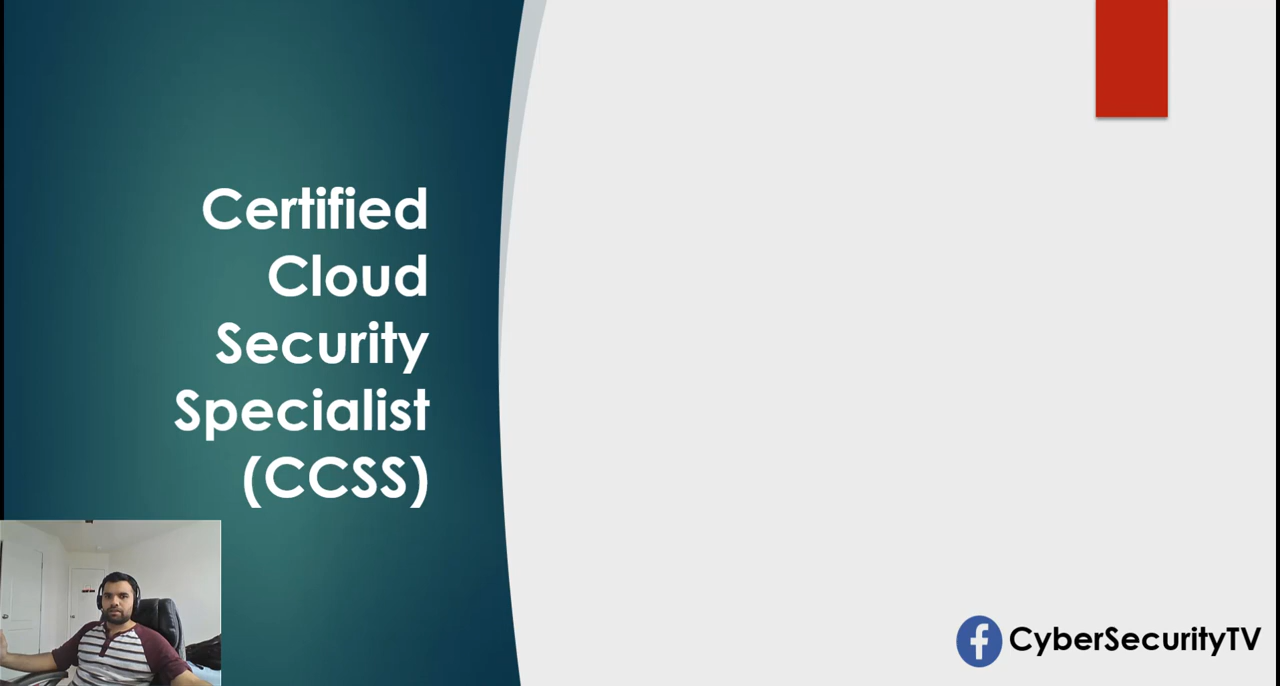 Certified
Cloud
Security
Specialist
(CCSS)
CyberSecurityTV